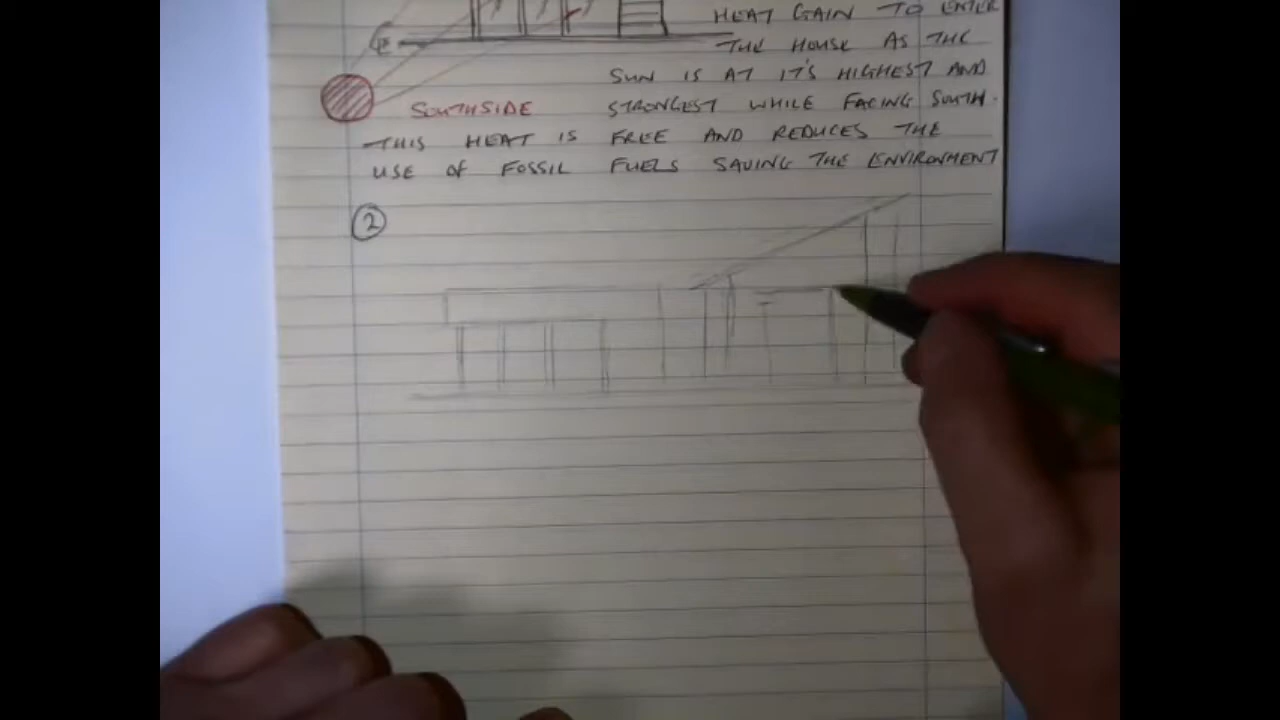 HEAT GAIN TO ENTER
THE HOUSE AS THE
SUN IS AT IT'S HIGHEST AND
SOUTHSIDE STRONGEST WHILE FACING SOUTH.
THIS HEAT IS FREE AND REDUCES THE
USE OF FOSSIL FUELS SAVING THE ENVIRONMENT
2